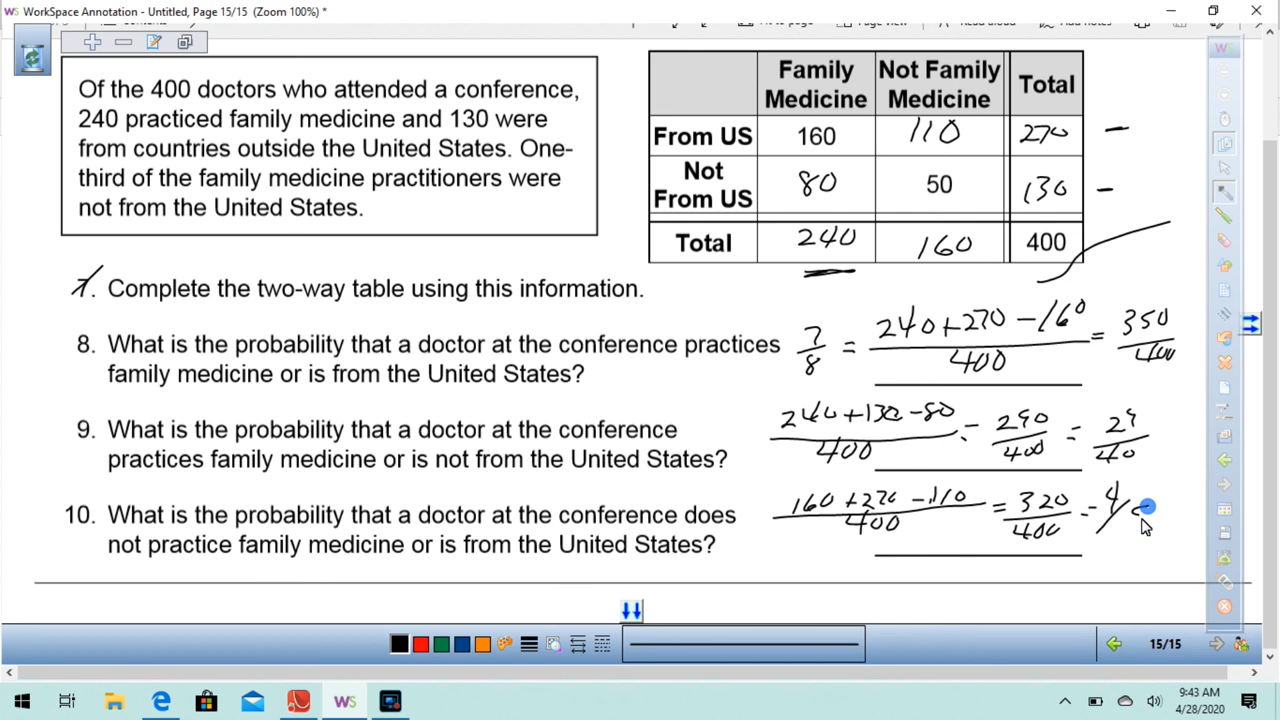 WS WorkSpace Annotation - Untitled, Page 15/15 (Zoom 100%) *
Of the 400 doctors who attended a conference,
240 practiced family medicine and 130 were
from countries outside the United States. One-
third of the family medicine practitioners were
not from the United States.
Family Medicine Not Family Medicine Total
From US 160 110 270 -
Not From US 80 50 130 -
Total 240 160 400
7. Complete the two-way table using this information.
8. What is the probability that a doctor at the conference practices
family medicine or is from the United States?
7/8 = (240+270-160)/400 = 350/400
9. What is the probability that a doctor at the conference
practices family medicine or is not from the United States?
(240+130-80)/400 = 290/400 = 29/40
10. What is the probability that a doctor at the conference does
not practice family medicine or is from the United States?
(160+270-110)/400 = 320/400 = 4/
15/15
WS
9:43 AM
4/28/2020